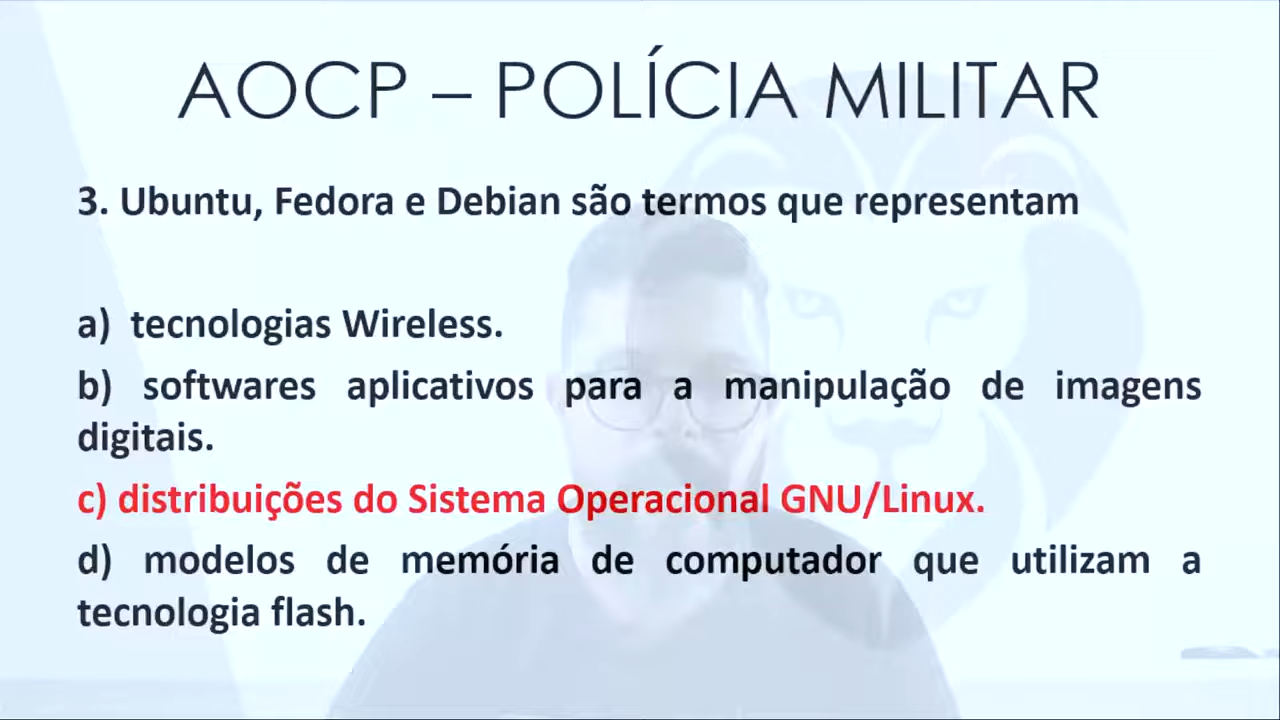 AOCP – POLÍCIA MILITAR
3. Ubuntu, Fedora e Debian são termos que representam
a) tecnologias Wireless.
b) softwares aplicativos para a manipulação de imagens
digitais.
c) distribuições do Sistema Operacional GNU/Linux.
d) modelos de memória de computador que utilizam a
tecnologia flash.